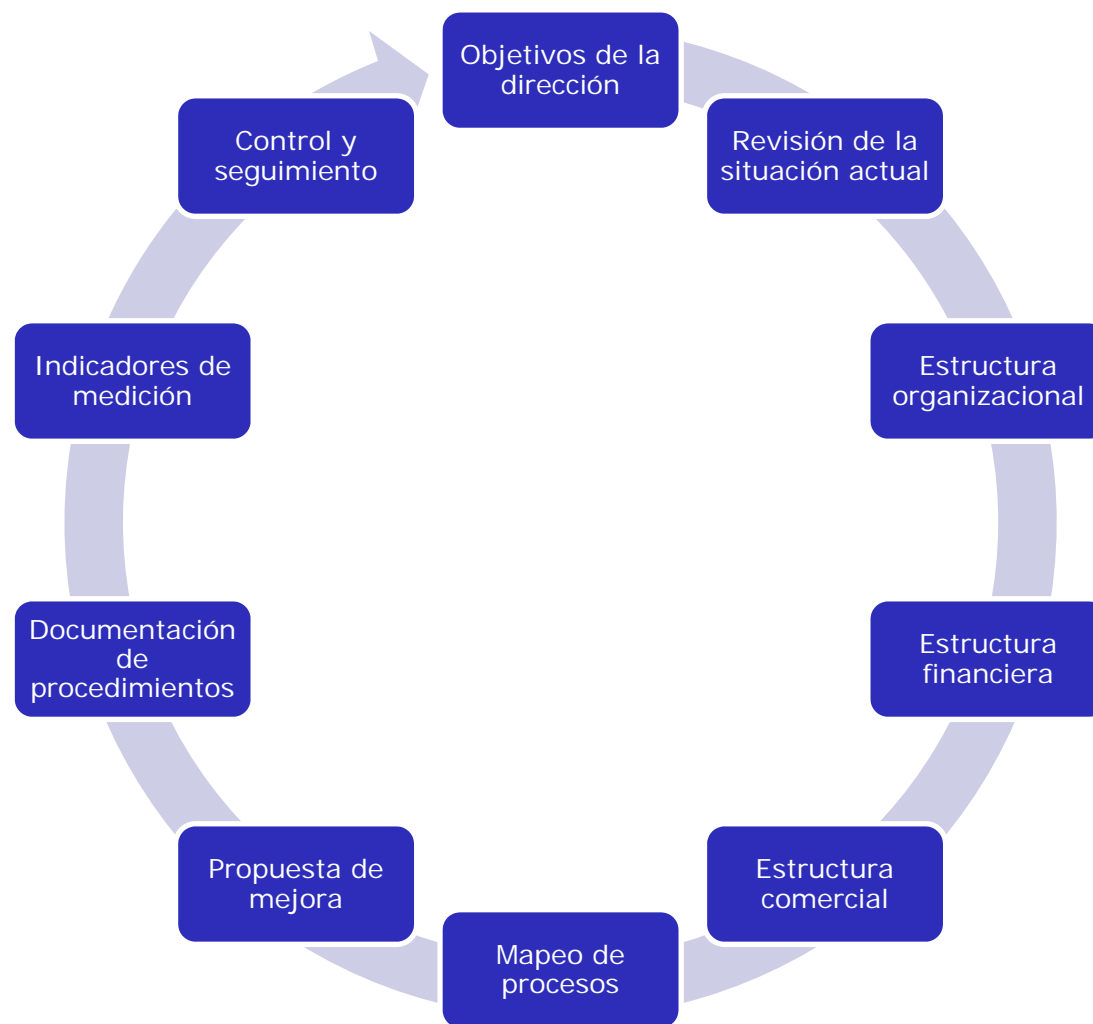 Objetivos de la
dirección
Revisión de la
situación actual
Estructura
organizacional
Estructura
financiera
Estructura
comercial
Mapeo de
procesos
Propuesta de
mejora
Documentación
de
procedimientos
Indicadores de
medición
Control y
seguimiento